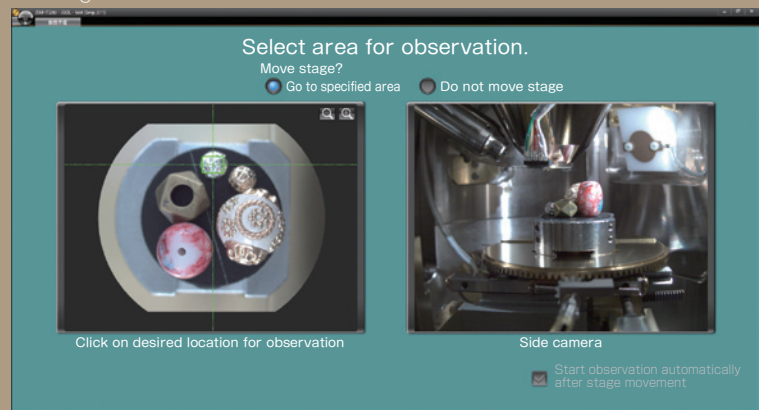 Select area for observation.
Move stage?
Go to specified area
Do not move stage
Click on desired location for observation
Side camera
Start observation automatically
after stage movement